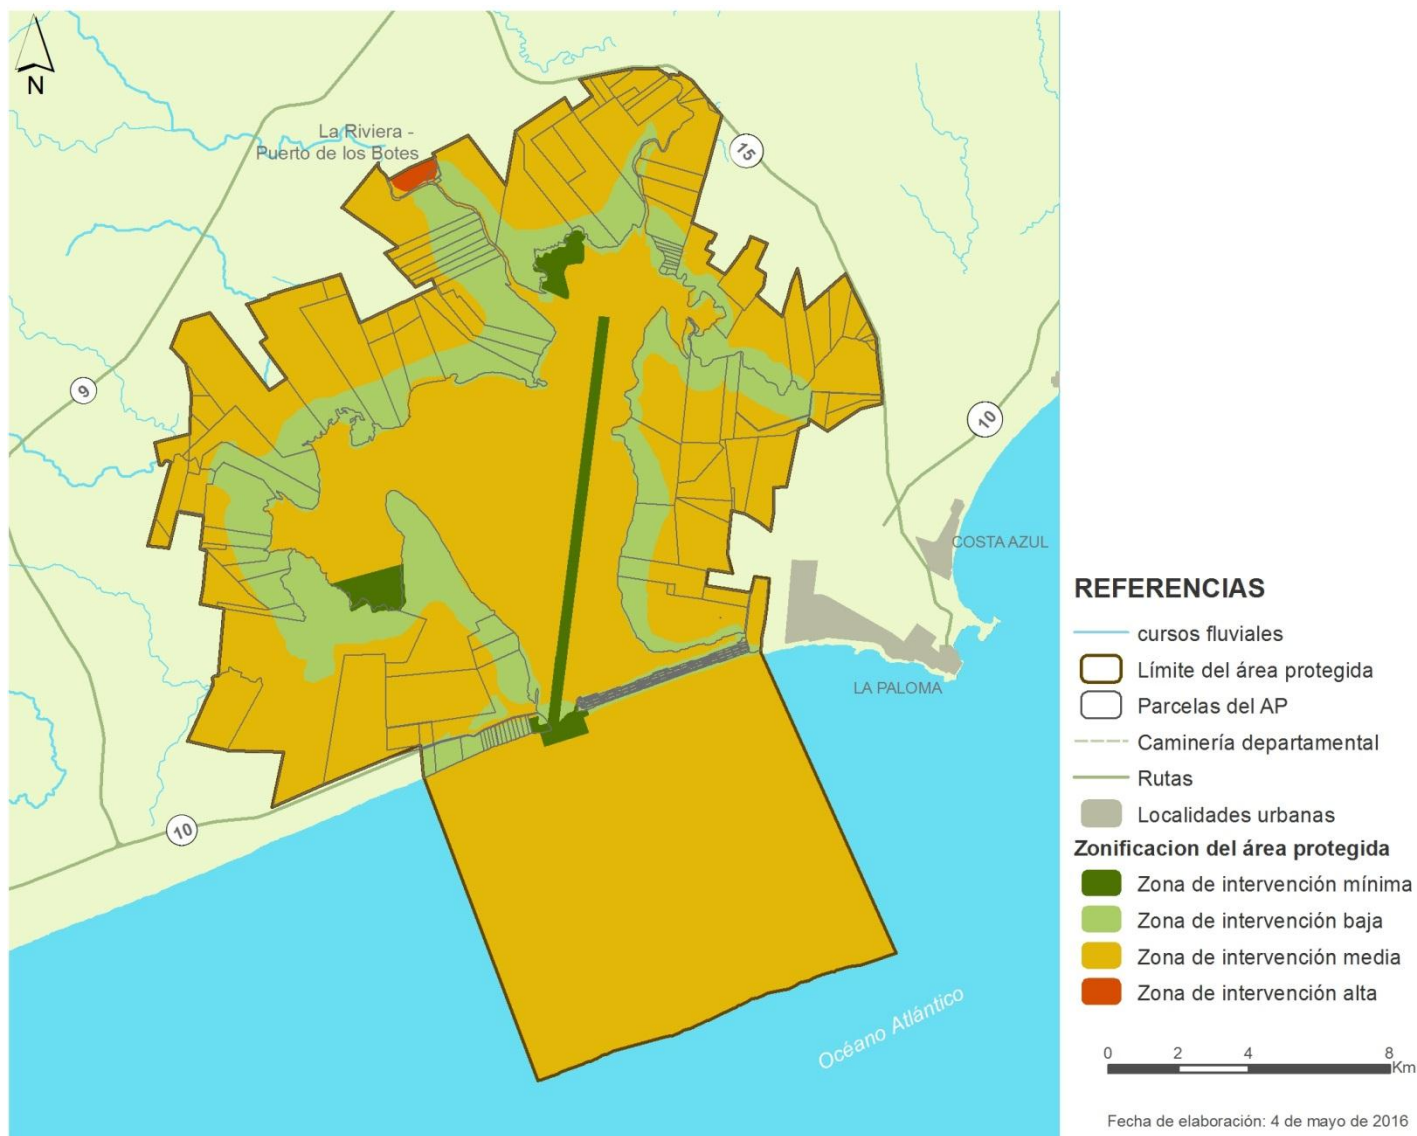 N
La Riviera -
Puerto de los Botes
15
9
10
COSTA AZUL
LA PALOMA
10
Océano Atlántico
REFERENCIAS
cursos fluviales
Límite del área protegida
Parcelas del AP
Caminería departamental
Rutas
Localidades urbanas
Zonificacion del área protegida
Zona de intervención mínima
Zona de intervención baja
Zona de intervención media
Zona de intervención alta
0 2 4 8
Km
Fecha de elaboración: 4 de mayo de 2016